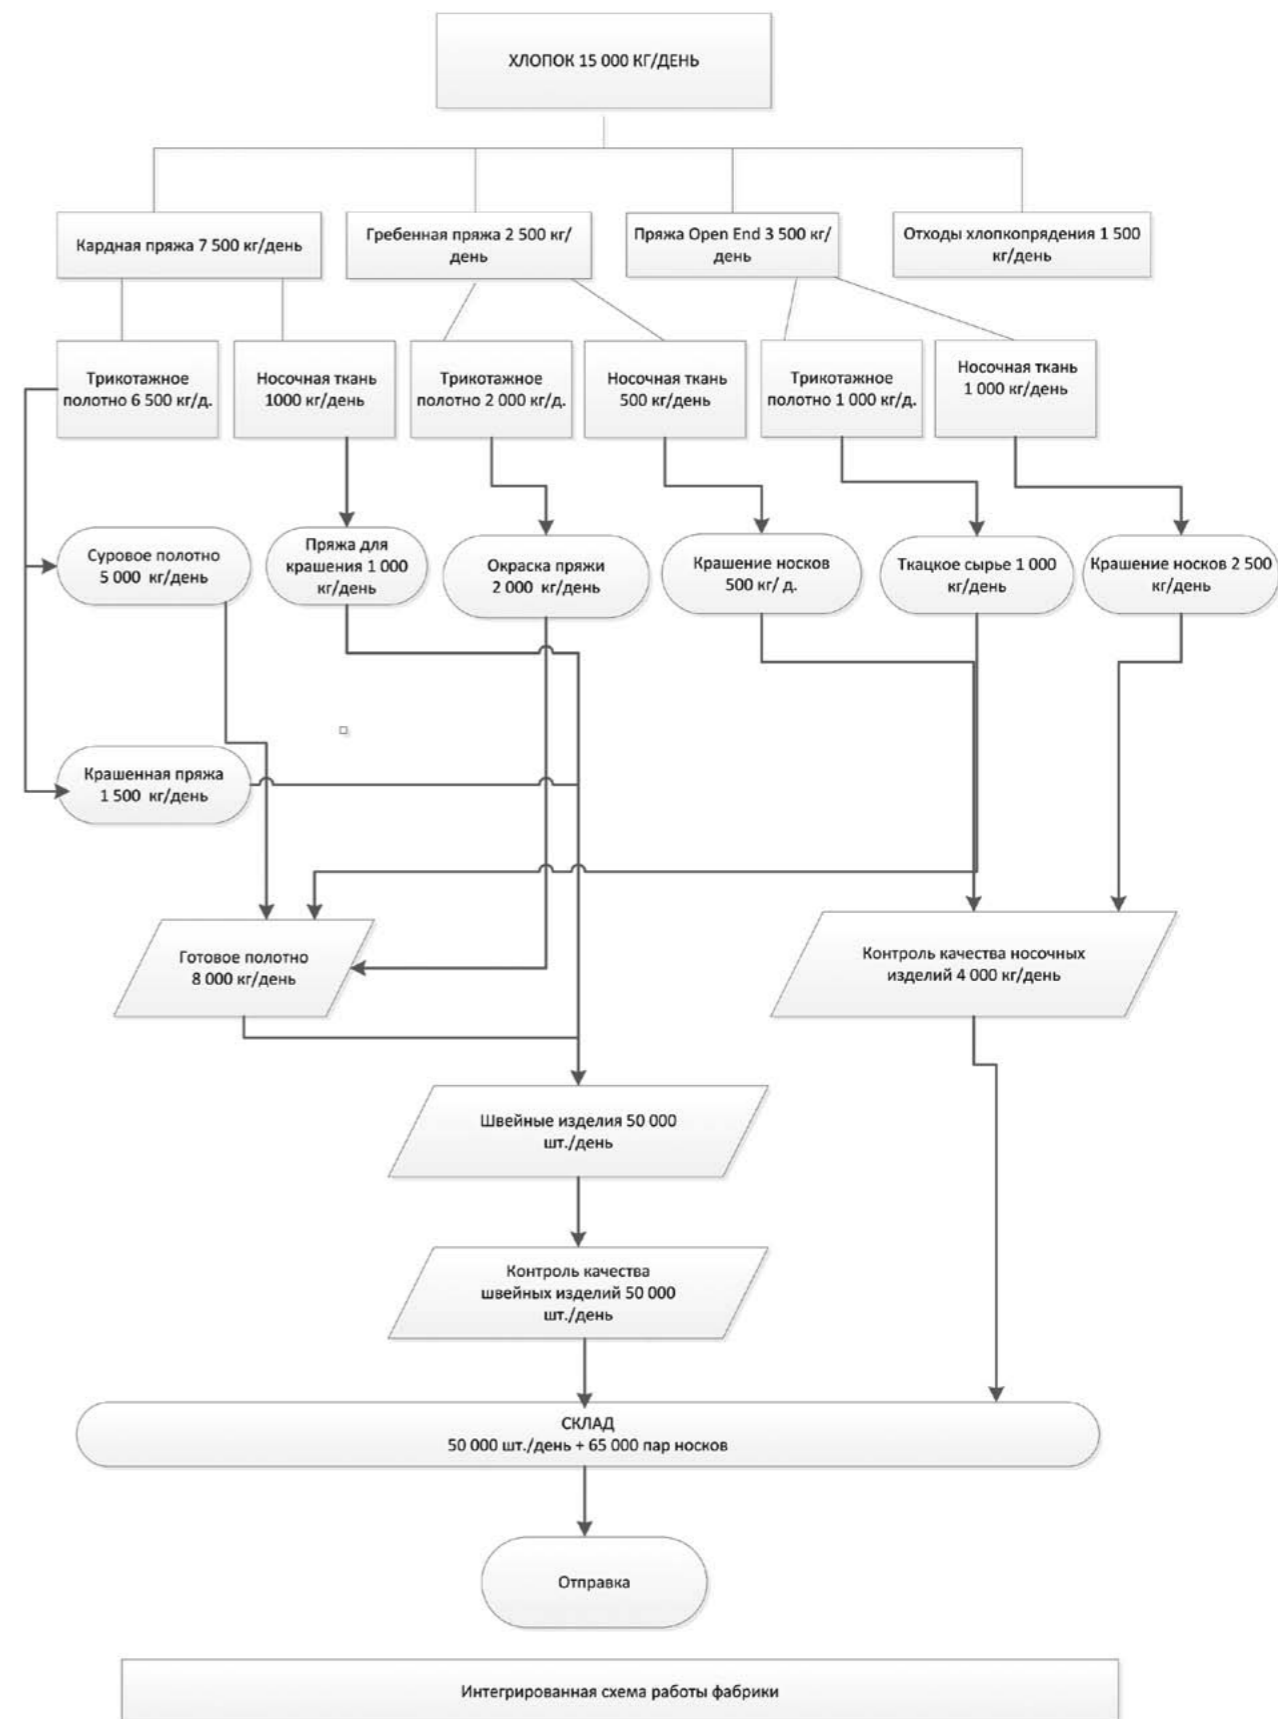 ХЛОПОК 15 000 КГ/ДЕНЬ
Кардная пряжа 7 500 кг/день
Гребенная пряжа 2 500 кг/
день
Пряжа Open End 3 500 кг/
день
Отходы хлопкопрядения 1 500
кг/день
Трикотажное
полотно 6 500 кг/д.
Носочная ткань
1000 кг/день
Трикотажное
полотно 2 000 кг/д.
Носочная ткань
500 кг/день
Трикотажное
полотно 1 000 кг/д.
Носочная ткань
1 000 кг/день
Суровое полотно
5 000 кг/день
Пряжа для
крашения 1 000
кг/день
Окраска пряжи
2 000 кг/день
Крашение носков
500 кг/ д.
Ткацкое сырье 1 000
кг/день
Крашение носков 2 500
кг/день
Крашенная пряжа
1 500 кг/день
Готовое полотно
8 000 кг/день
Контроль качества носочных
изделий 4 000 кг/день
Швейные изделия 50 000
шт./день
Контроль качества
швейных изделий 50 000
шт./день
СКЛАД
50 000 шт./день + 65 000 пар носков
Отправка
Интегрированная схема работы фабрики